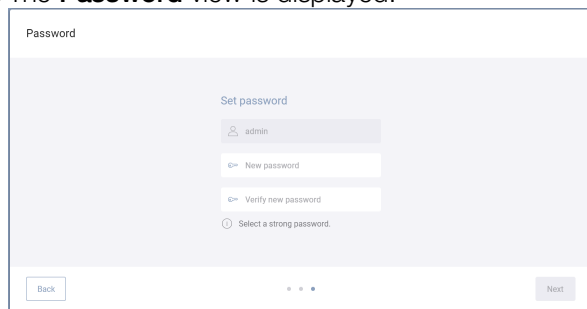 The Password view is displayed.
Password
Set password
admin
New password
Verify new password
Select a strong password.
Back
Next